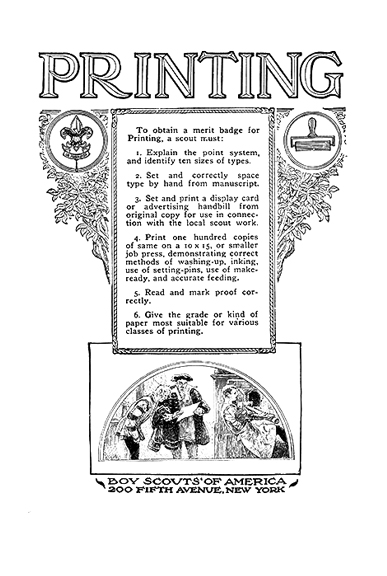 PRINTING
To obtain a merit badge for
Printing, a scout must:
1. Explain the point system,
and identify ten sizes of types.
2. Set and correctly space
type by hand from manuscript.
3. Set and print a display card
or advertising handbill from
original copy for use in connec-
tion with the local scout work.
4. Print one hundred copies
of same on a 10 x 15, or smaller
job press, demonstrating correct
methods of washing-up, inking,
use of setting-pins, use of make-
ready, and accurate feeding.
5. Read and mark proof cor-
rectly.
6. Give the grade or kind of
paper most suitable for various
classes of printing.
BOY SCOUTS OF AMERICA
200 FIFTH AVENUE, NEW YORK